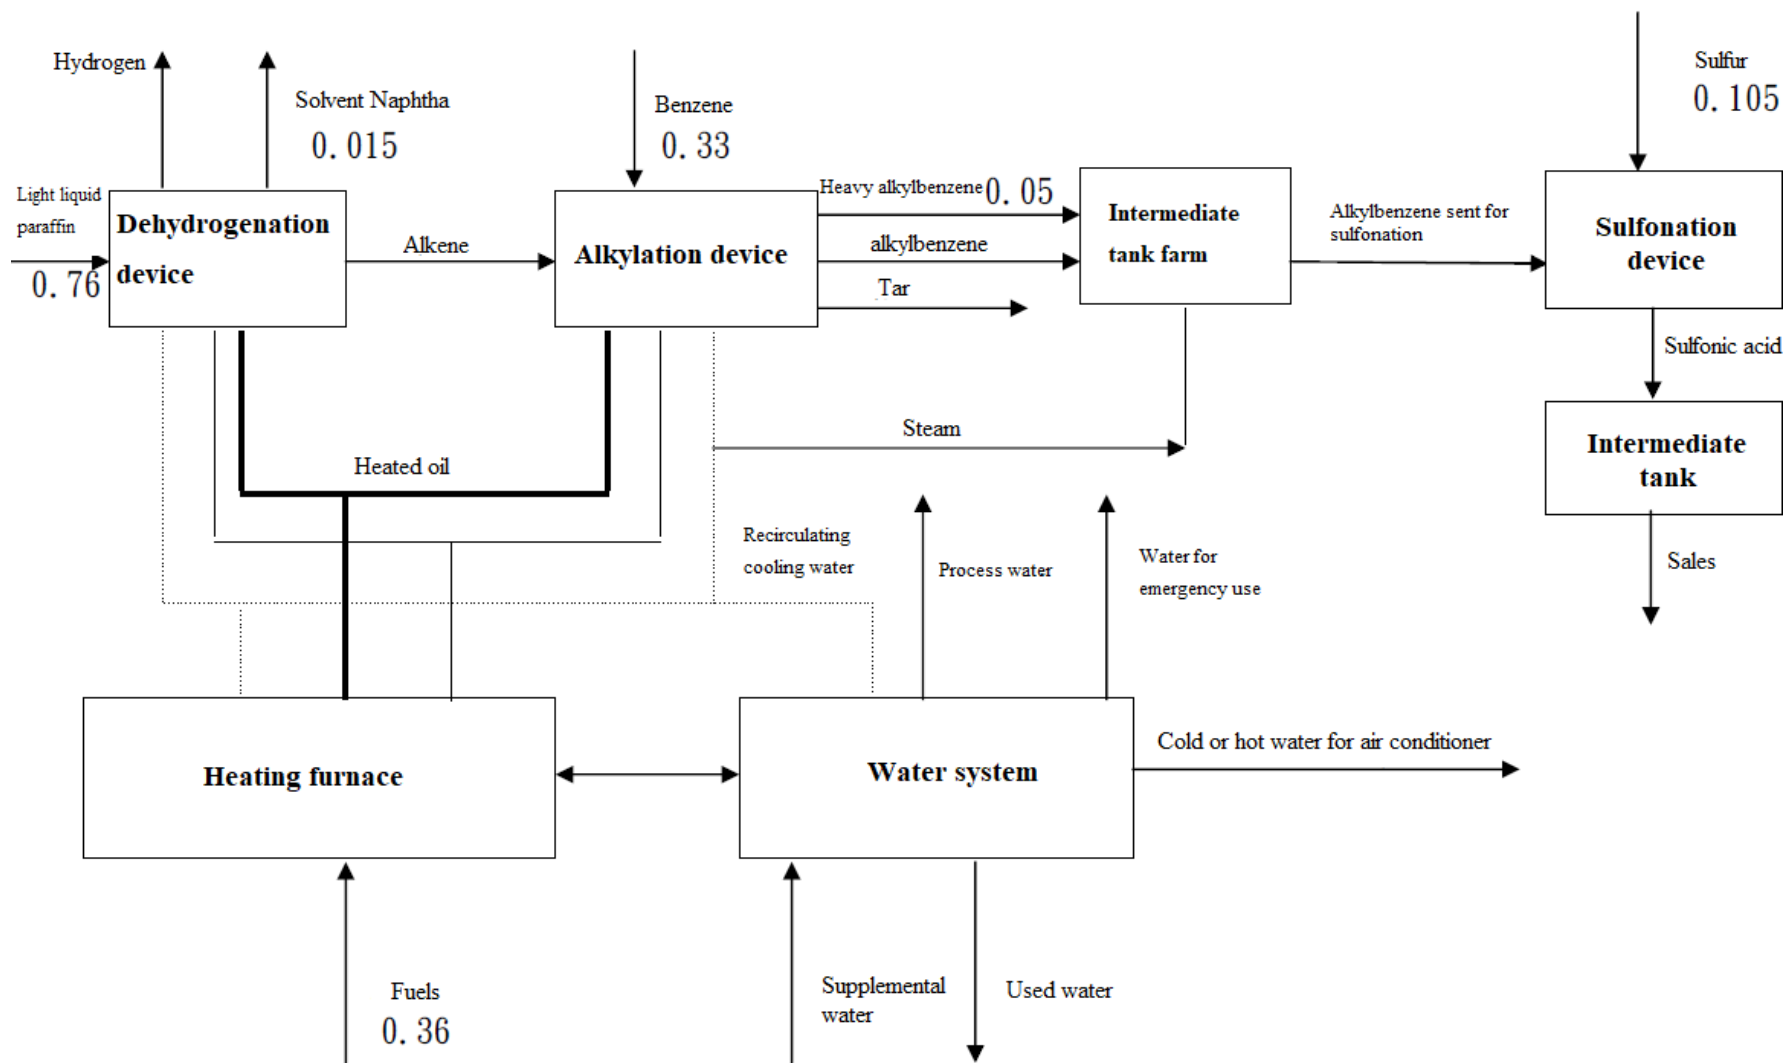 Hydrogen
Solvent Naphtha
0.015
Benzene
0.33
Sulfur
0.105
Light liquid
paraffin
0.76
Dehydrogenation
device
Alkene
Alkylation device
Heavy alkylbenzene
0.05
alkylbenzene
Tar
Intermediate
tank farm
Alkylbenzene sent for
sulfonation
Sulfonation
device
Sulfonic acid
Intermediate
tank
Sales
Steam
Heated oil
Recirculating
cooling water
Process water
Water for
emergency use
Heating furnace
Water system
Cold or hot water for air conditioner
Fuels
0.36
Supplemental
water
Used water